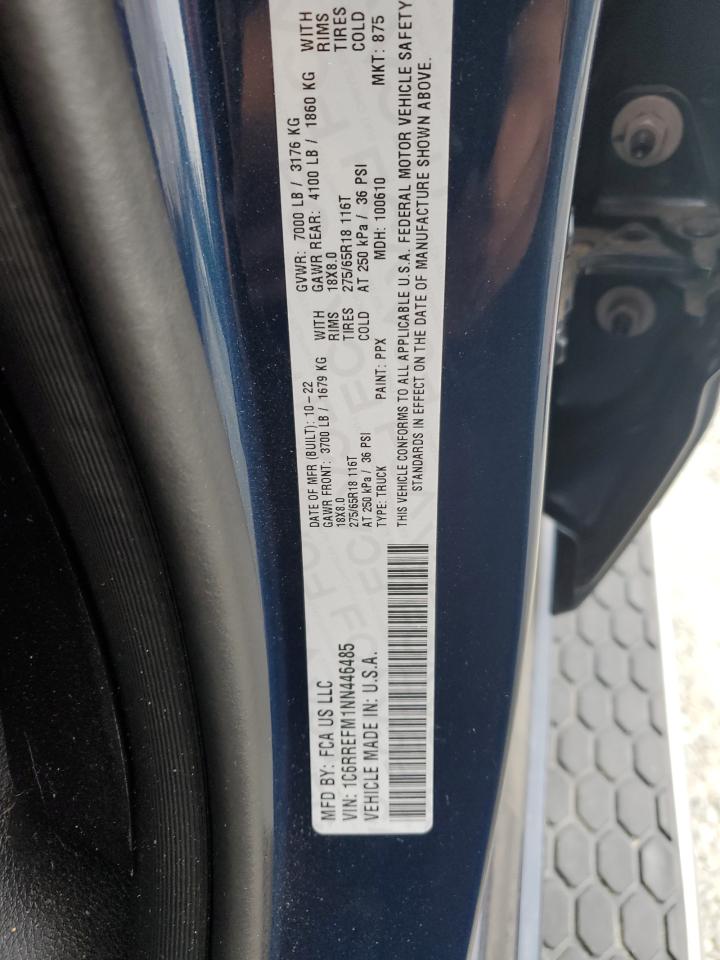 MFD BY: FCA US LLC
VIN: 1C6RREFM1NN446485
VEHICLE MADE IN: U.S.A.
DATE OF MFR (BUILT): 10-22
GAWR FRONT: 3700 LB / 1679 KG WITH
18X8.0 RIMS
275/65R18 116T TIRES
AT 250 kPa / 36 PSI COLD
GVWR: 7000 LB / 3176 KG
GAWR REAR: 4100 LB / 1860 KG WITH
18X8.0 RIMS
275/65R18 116T TIRES
AT 250 kPa / 36 PSI COLD
TYPE: TRUCK PAINT: PPX MDH: 100610 MKT: 875
THIS VEHICLE CONFORMS TO ALL APPLICABLE U.S.A. FEDERAL MOTOR VEHICLE SAFETY
STANDARDS IN EFFECT ON THE DATE OF MANUFACTURE SHOWN ABOVE.